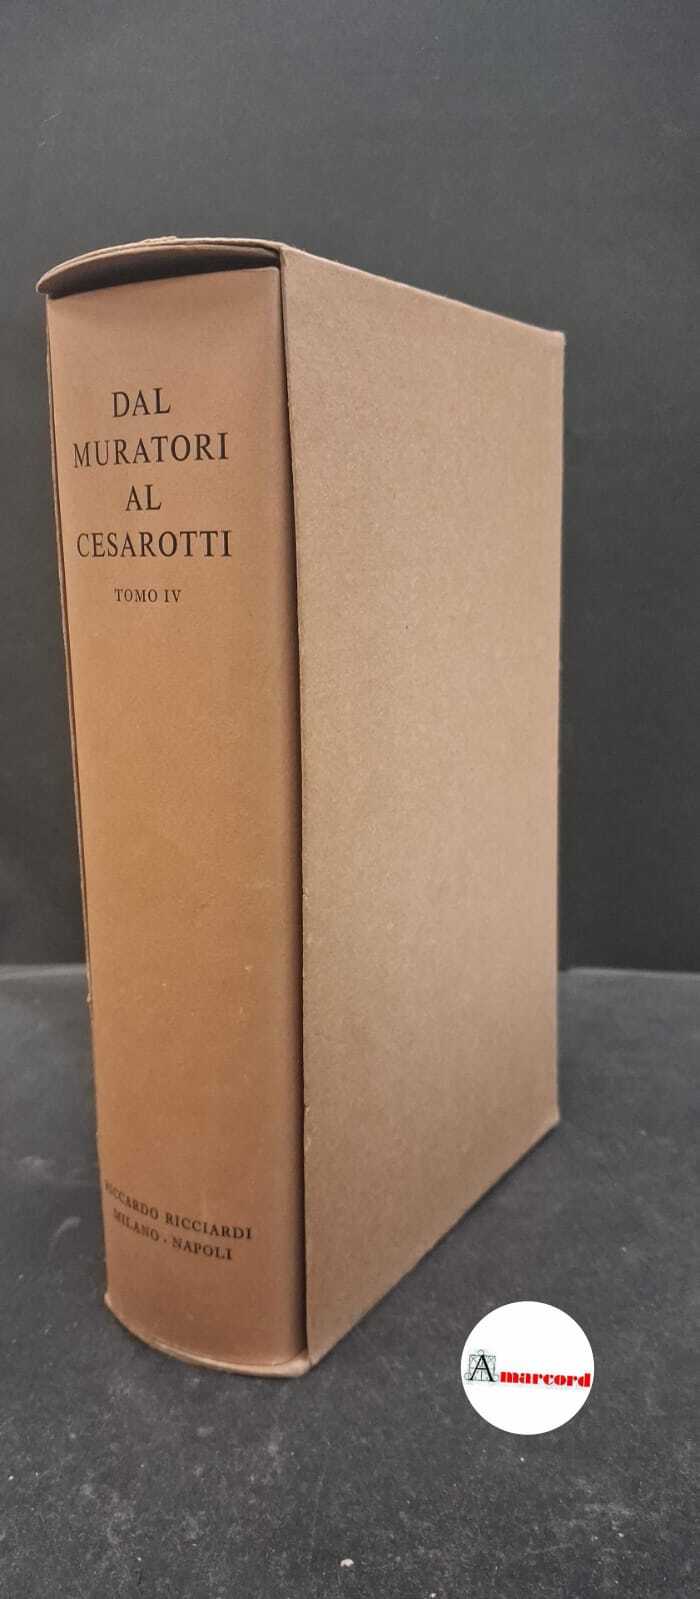 DAL
MURATORI
AL
CESAROTTI
TOMO IV
RICCARDO RICCIARDI
MILANO · NAPOLI
Amarcord